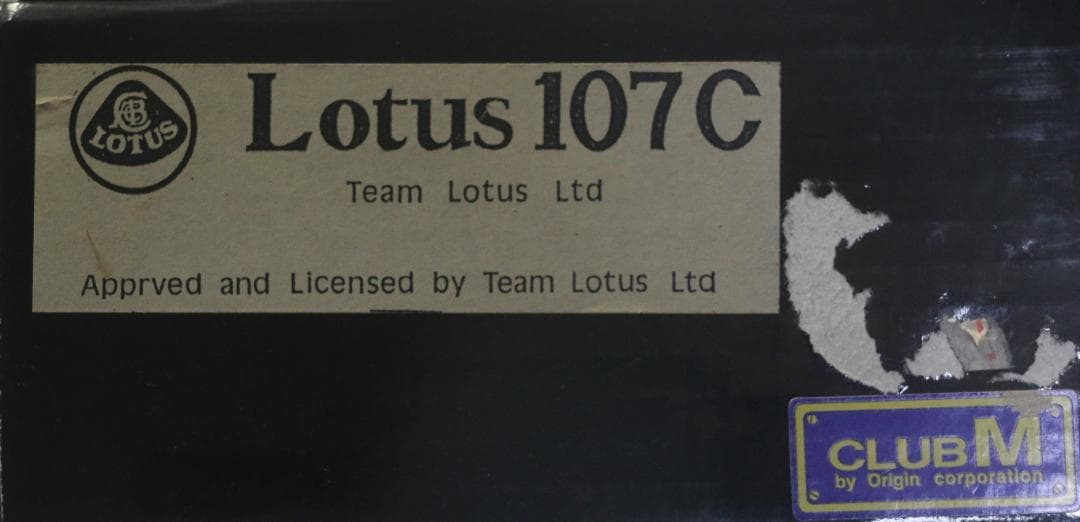 LOTUS
Lotus 107C
Team Lotus Ltd
Apprved and Licensed by Team Lotus Ltd
CLUB M
by Origin corporation